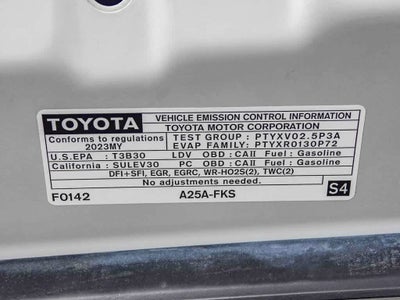 TOYOTA
VEHICLE EMISSION CONTROL INFORMATION
TOYOTA MOTOR CORPORATION
Conforms to regulations
2023MY
TEST GROUP : PTYXV02.5P3A
EVAP FAMILY: PTYXR0130P72
U.S.EPA : T3B30 LDV OBD : CAII Fuel : Gasoline
California : SULEV30 PC OBD : CAII Fuel : Gasoline
DFI+SFI, EGR, EGRC, WR-HO2S(2), TWC(2)
No adjustments needed.
F0142 A25A-FKS S4